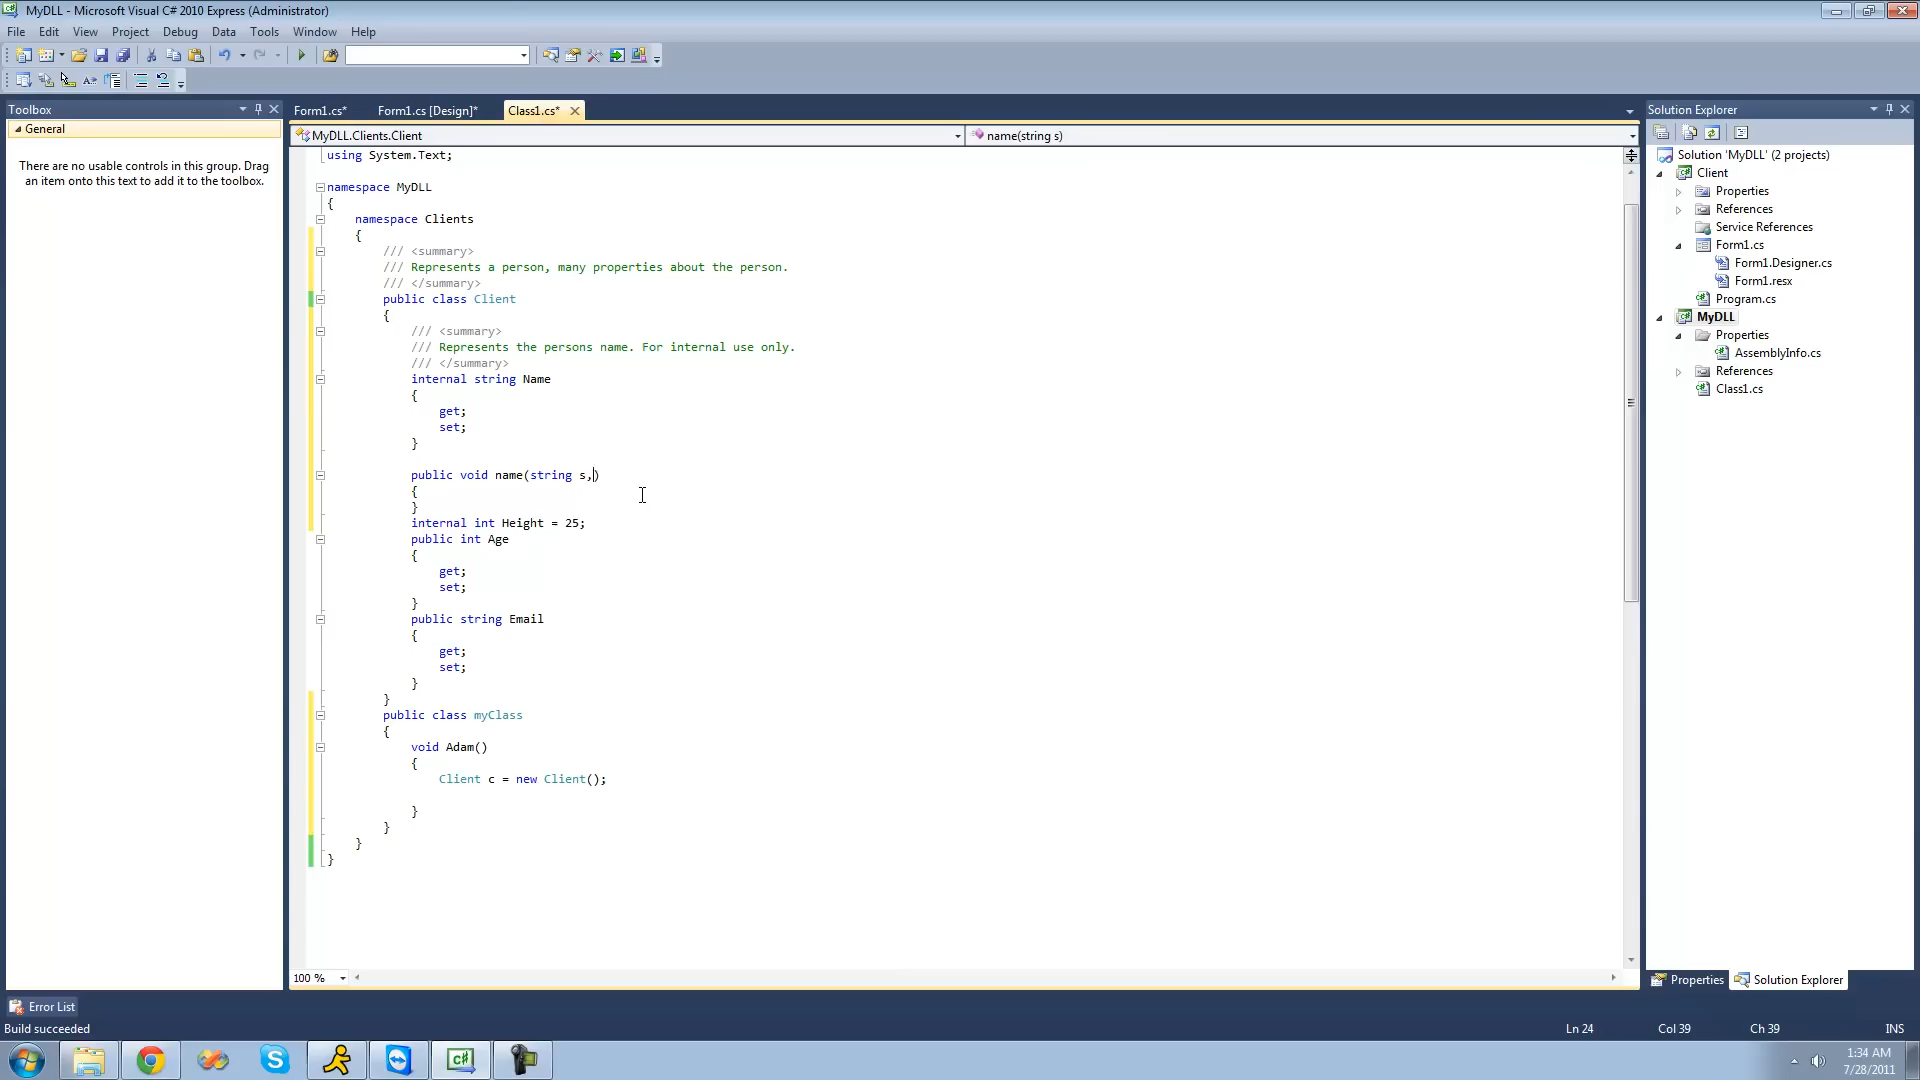 MyDLL - Microsoft Visual C# 2010 Express (Administrator)
File Edit View Project Debug Data Tools Window Help
Toolbox
General
There are no usable controls in this group. Drag
an item onto this text to add it to the toolbox.
Form1.cs* Form1.cs [Design]* Class1.cs*
MyDLL.Clients.Client name(string s)
using System.Text;
namespace MyDLL
{
namespace Clients
{
/// <summary>
/// Represents a person, many properties about the person.
/// </summary>
public class Client
{
/// <summary>
/// Represents the persons name. For internal use only.
/// </summary>
internal string Name
{
get;
set;
}
public void name(string s,)
{
}
internal int Height = 25;
public int Age
{
get;
set;
}
public string Email
{
get;
set;
}
}
public class myClass
{
void Adam()
{
Client c = new Client();
}
}
}
}
100 %
Solution Explorer
Solution 'MyDLL' (2 projects)
Client
Properties
References
Service References
Form1.cs
Form1.Designer.cs
Form1.resx
Program.cs
MyDLL
Properties
AssemblyInfo.cs
References
Class1.cs
Properties Solution Explorer
Error List
Build succeeded Ln 24 Col 39 Ch 39 INS
1:34 AM
7/28/2011